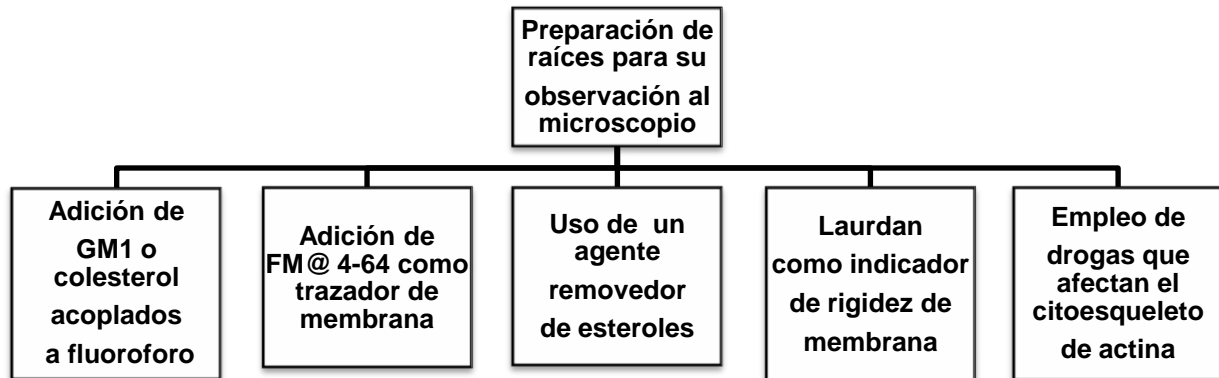 Preparación de
raíces para su
observación al
microscopio
Adición de
GM1 o
colesterol
acoplados
a fluoroforo
Adición de
FM@ 4-64 como
trazador de
membrana
Uso de un
agente
removedor
de esteroles
Laurdan
como indicador
de rigidez de
membrana
Empleo de
drogas que
afectan el
citoesqueleto
de actina